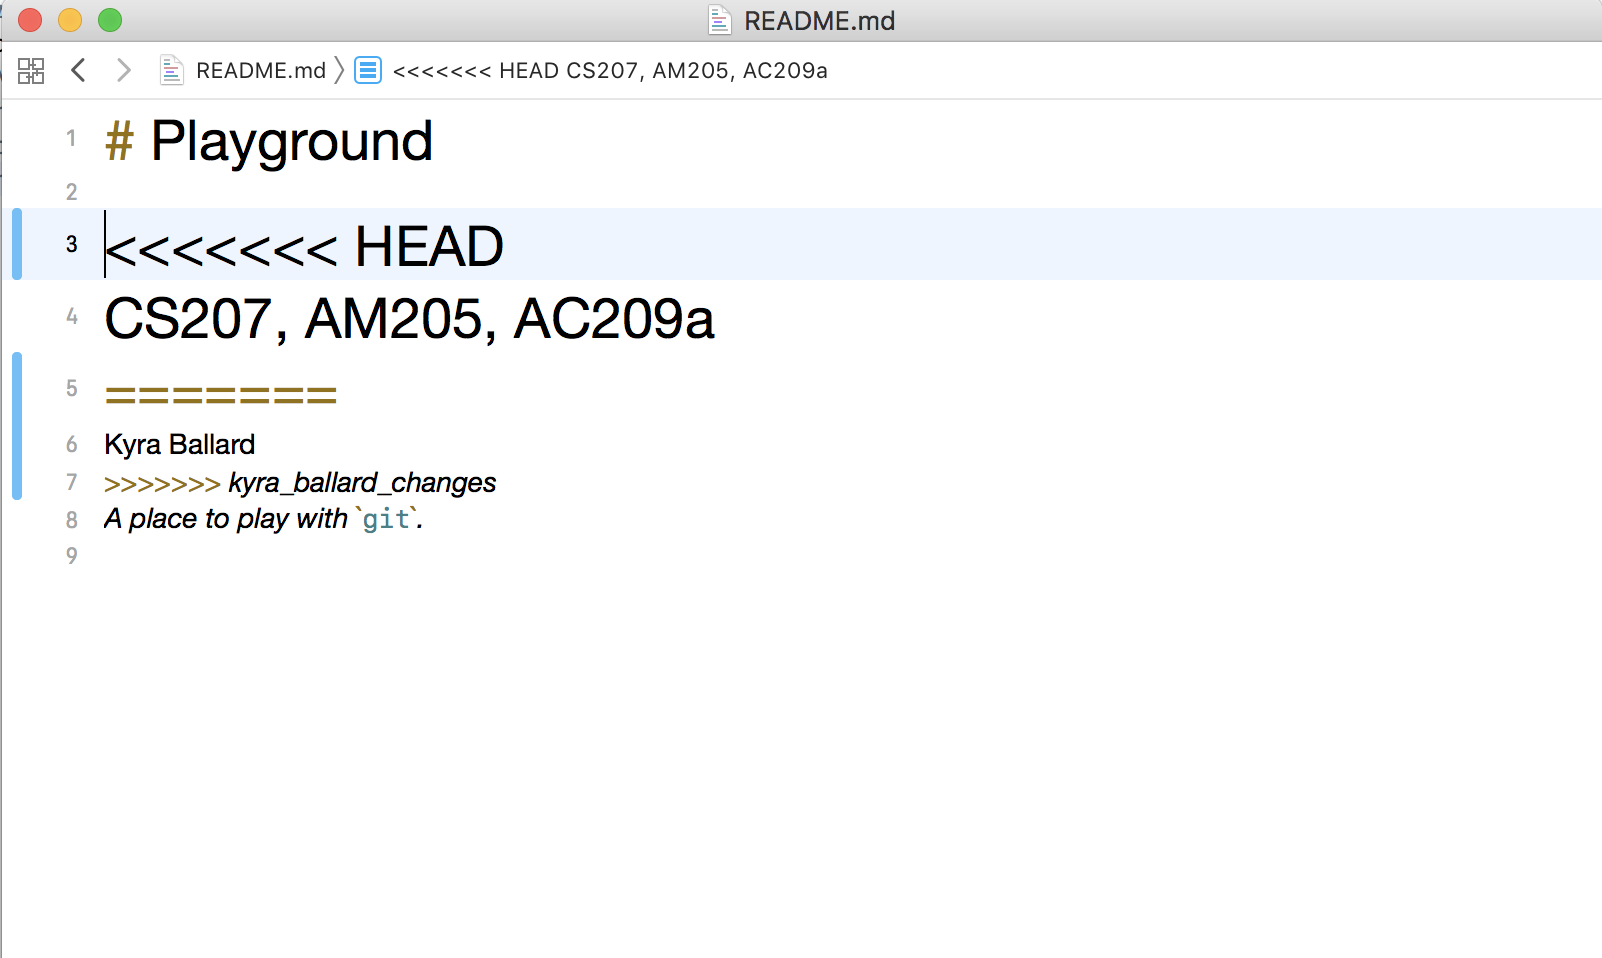 README.md
README.md 〉 <<<<<<< HEAD CS207, AM205, AC209a
1 # Playground
2
3 <<<<<<< HEAD
4 CS207, AM205, AC209a
5 =======
6 Kyra Ballard
7 >>>>>>> kyra_ballard_changes
8 A place to play with `git`.
9